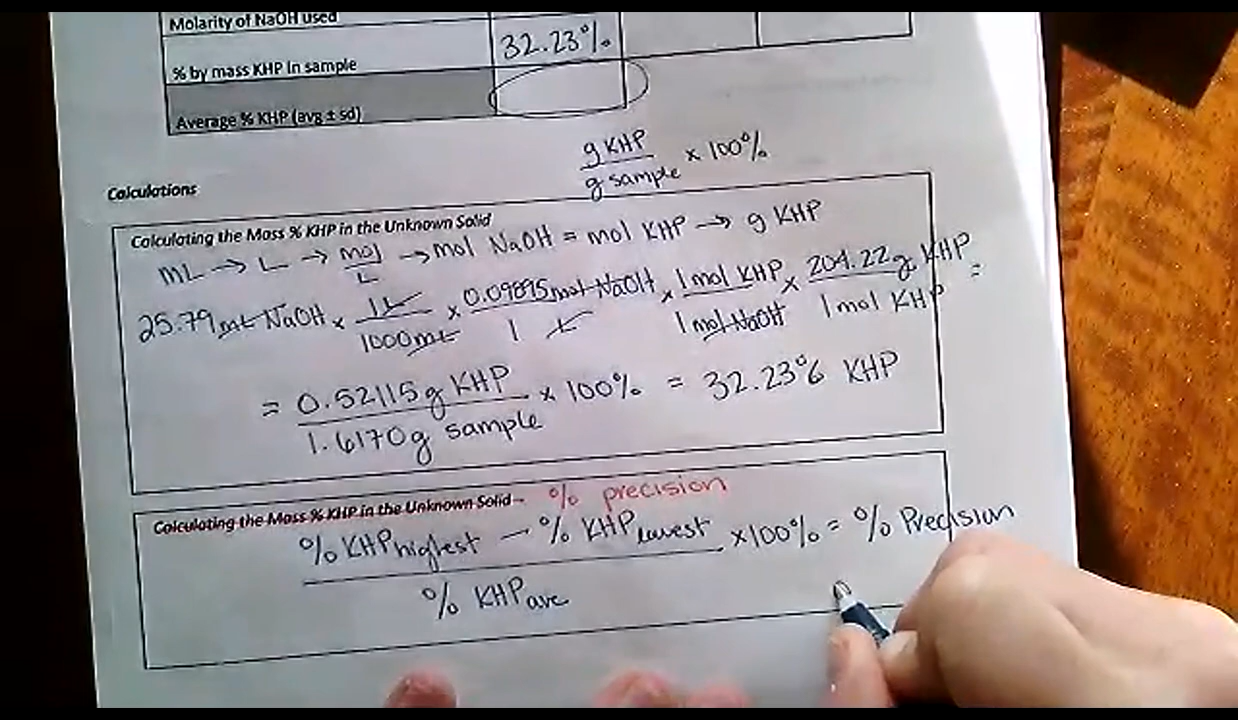 Molarity of NaOH used
% by mass KHP in sample 32.23%
Average % KHP (avg ± sd)
g KHP / g sample x 100%
Calculations
Calculating the Mass % KHP in the Unknown Solid
mL → L → mol/L → mol NaOH = mol KHP → g KHP
25.79 mL NaOH x 1 L / 1000 mL x 0.09895 mol NaOH / 1 L x 1 mol KHP / 1 mol NaOH x 204.22 g KHP / 1 mol KHP =
= 0.52115 g KHP / 1.6170 g sample x 100% = 32.23% KHP
Calculating the Mass % KHP in the Unknown Solid - % precision
% KHP highest - % KHP lowest / % KHP ave x 100% = % Precision